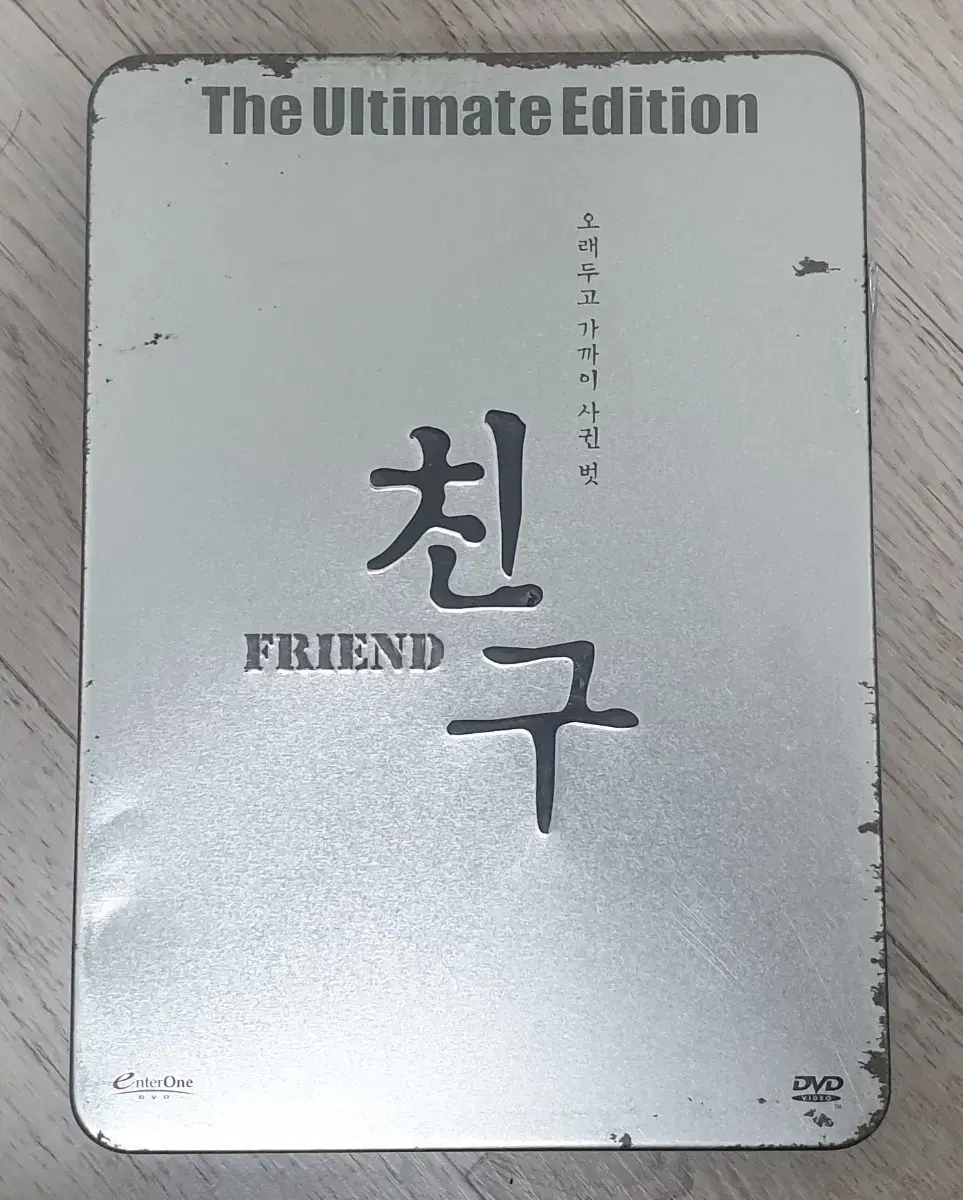 The Ultimate Edition
오래두고 가까이 사귄 벗
친구
FRIEND
enterOne
DVD
DVD
VIDEO
TM